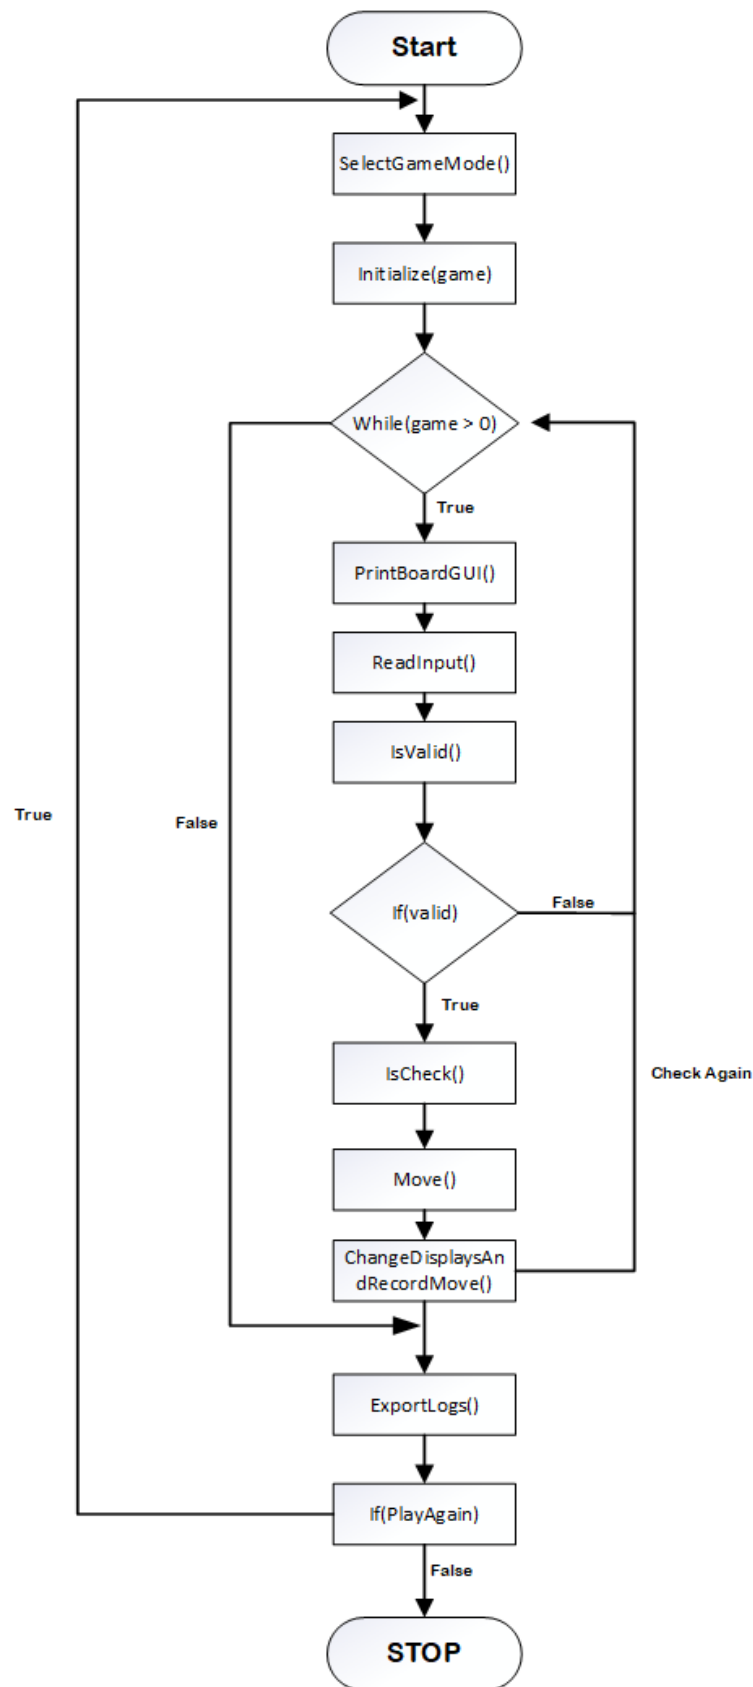 Start
SelectGameMode()
Initialize(game)
While(game > 0)
True
PrintBoardGUI()
ReadInput()
IsValid()
True
False
If(valid)
False
True
IsCheck()
Check Again
Move()
ChangeDisplaysAn
dRecordMove()
ExportLogs()
If(PlayAgain)
False
STOP